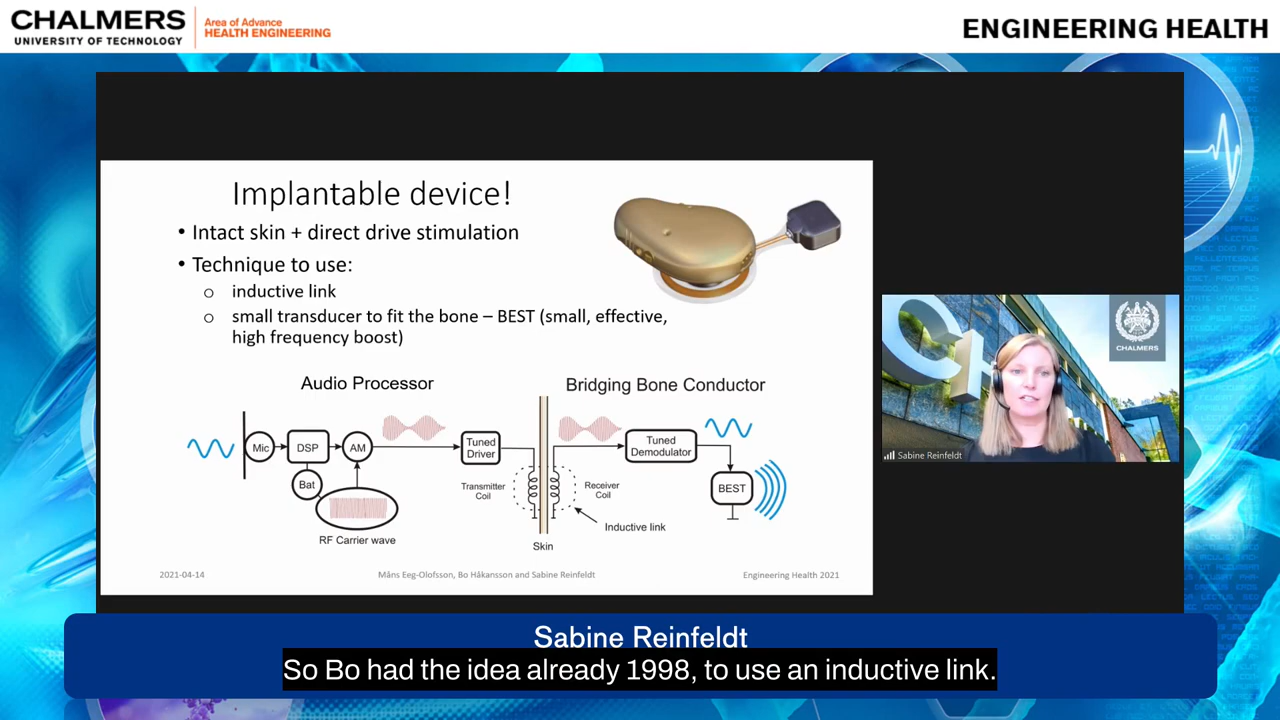 CHALMERS
UNIVERSITY OF TECHNOLOGY
Area of Advance
HEALTH ENGINEERING
ENGINEERING HEALTH
Implantable device!
• Intact skin + direct drive stimulation
• Technique to use:
o inductive link
o small transducer to fit the bone – BEST (small, effective,
high frequency boost)
Audio Processor
Bridging Bone Conductor
Mic
DSP
AM
Tuned
Driver
Tuned
Demodulator
Bat
Transmitter
Coil
Receiver
Coil
BEST
Inductive link
RF Carrier wave
Skin
2021-04-14
Måns Eeg-Olofsson, Bo Håkansson and Sabine Reinfeldt
Engineering Health 2021
CHALMERS
Sabine Reinfeldt
Sabine Reinfeldt
So Bo had the idea already 1998, to use an inductive link.